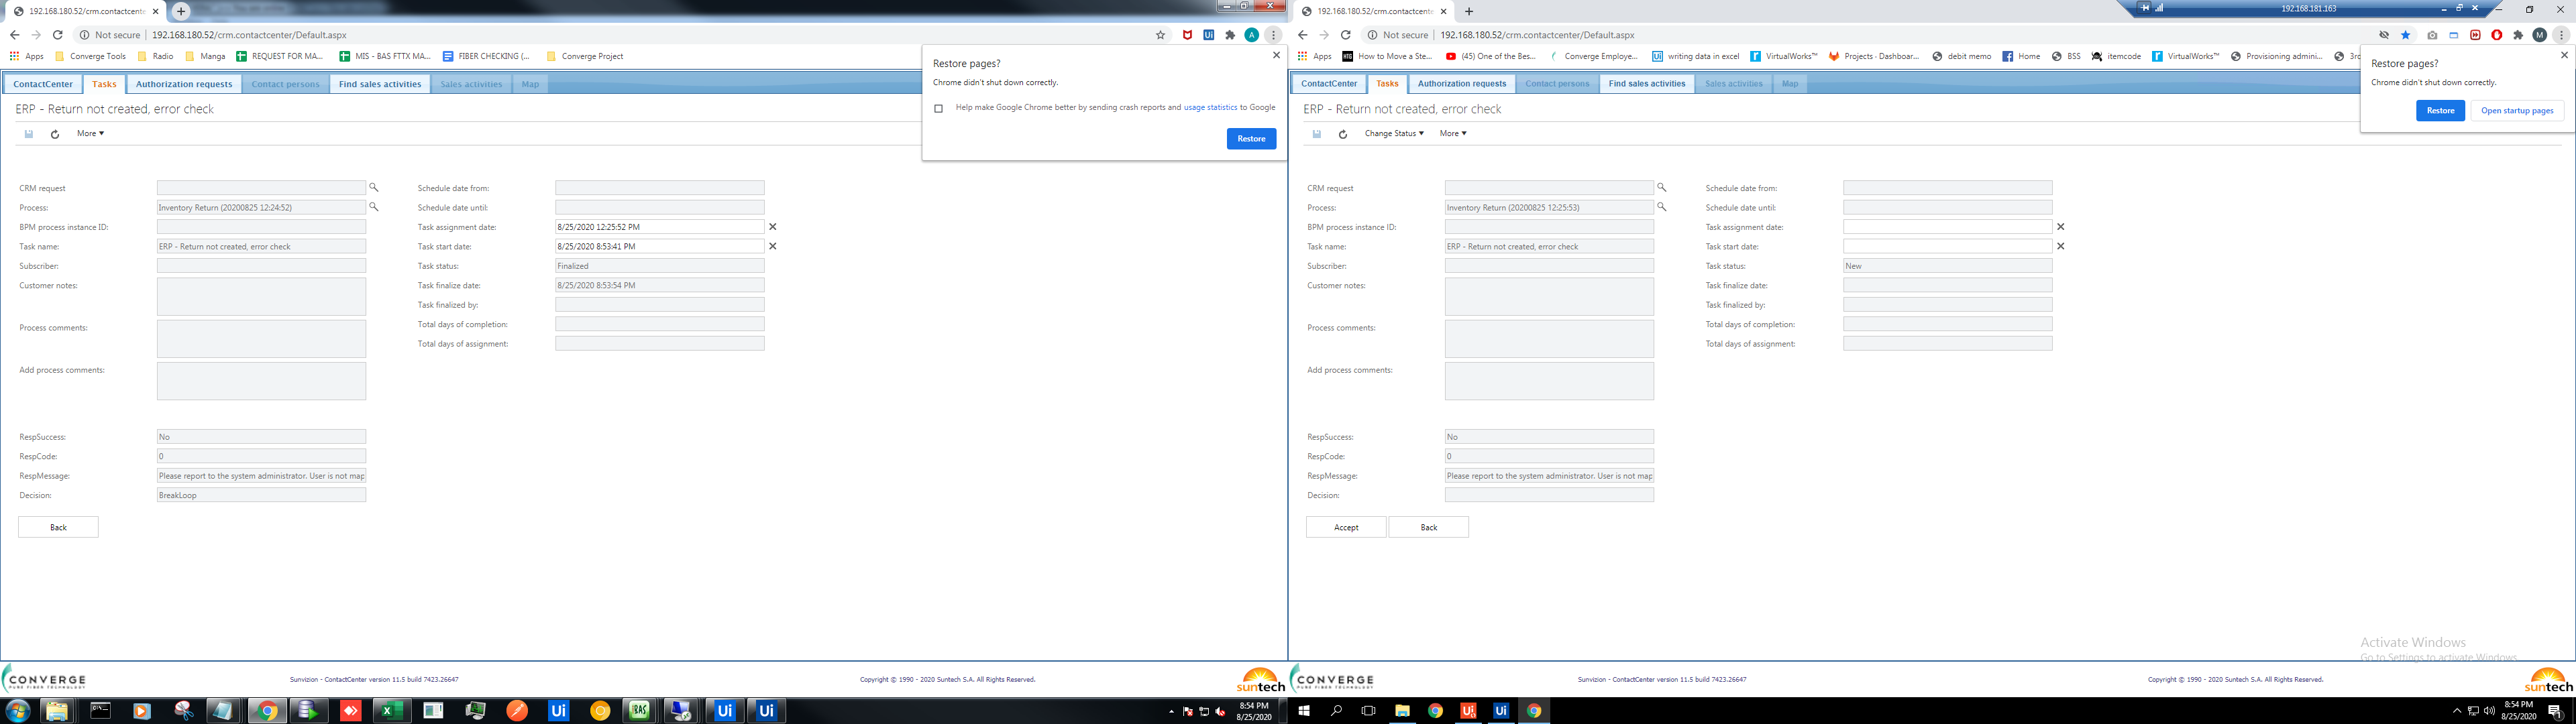 192.168.180.52/crm.contactcente
Not secure | 192.168.180.52/crm.contactcenter/Default.aspx
Apps Converge Tools Radio Manga REQUEST FOR MA... MIS - BAS FTTX MA... FIBER CHECKING (... Converge Project
ContactCenter Tasks Authorization requests Contact persons Find sales activities Sales activities Map
ERP - Return not created, error check
More
Restore pages?
Chrome didn't shut down correctly.
Help make Google Chrome better by sending crash reports and usage statistics to Google
Restore
CRM request
Process: Inventory Return (20200825 12:24:52)
BPM process instance ID:
Task name: ERP - Return not created, error check
Subscriber:
Customer notes:
Process comments:
Add process comments:
Schedule date from:
Schedule date until:
Task assignment date: 8/25/2020 12:25:52 PM
Task start date: 8/25/2020 8:53:41 PM
Task status: Finalized
Task finalize date: 8/25/2020 8:53:54 PM
Task finalized by:
Total days of completion:
Total days of assignment:
RespSuccess: No
RespCode: 0
RespMessage: Please report to the system administrator. User is not map
Decision: BreakLoop
Back
CONVERGE
PURE FIBER TECHNOLOGY
Sunvizion - ContactCenter version 11.5 build 7423.26647
Copyright © 1990 - 2020 Suntech S.A. All Rights Reserved.
suntech
8:54 PM
8/25/2020
192.168.180.52/crm.contactcente
192.168.181.163
Not secure | 192.168.180.52/crm.contactcenter/Default.aspx
Apps How to Move a Ste... (45) One of the Bes... Converge Employe... writing data in excel VirtualWorks™ Projects - Dashboar... debit memo Home BSS itemcode VirtualWorks™ Provisioning admini... 3rd
ContactCenter Tasks Authorization requests Contact persons Find sales activities Sales activities Map
ERP - Return not created, error check
Change Status More
Restore pages?
Chrome didn't shut down correctly.
Restore Open startup pages
CRM request
Process: Inventory Return (20200825 12:25:53)
BPM process instance ID:
Task name: ERP - Return not created, error check
Subscriber:
Customer notes:
Process comments:
Add process comments:
Schedule date from:
Schedule date until:
Task assignment date:
Task start date:
Task status: New
Task finalize date:
Task finalized by:
Total days of completion:
Total days of assignment:
RespSuccess: No
RespCode: 0
RespMessage: Please report to the system administrator. User is not map
Decision:
Accept Back
Activate Windows
Go to Settings to activate Windows.
CONVERGE
PURE FIBER TECHNOLOGY
Sunvizion - ContactCenter version 11.5 build 7423.26647
Copyright © 1990 - 2020 Suntech S.A. All Rights Reserved.
suntech
8:54 PM
8/25/2020